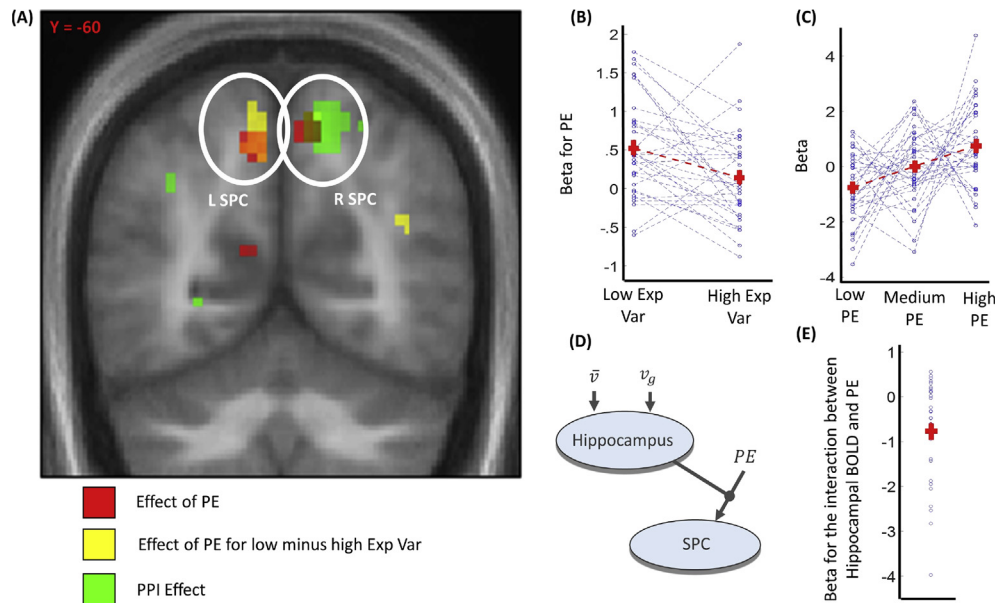 (A)
Y = -60
L SPC
R SPC
Effect of PE
Effect of PE for low minus high Exp Var
PPI Effect
(B)
Beta for PE
2
1.5
1
.5
0
-.5
-1
Low Exp
Var
High Exp
Var
(C)
Beta
4
2
0
-2
-4
Low
PE
Medium
PE
High
PE
(D)
v̄
v_g
Hippocampus
PE
SPC
(E)
Beta for the interaction between
Hippocampal BOLD and PE
1
0
-1
-2
-3
-4